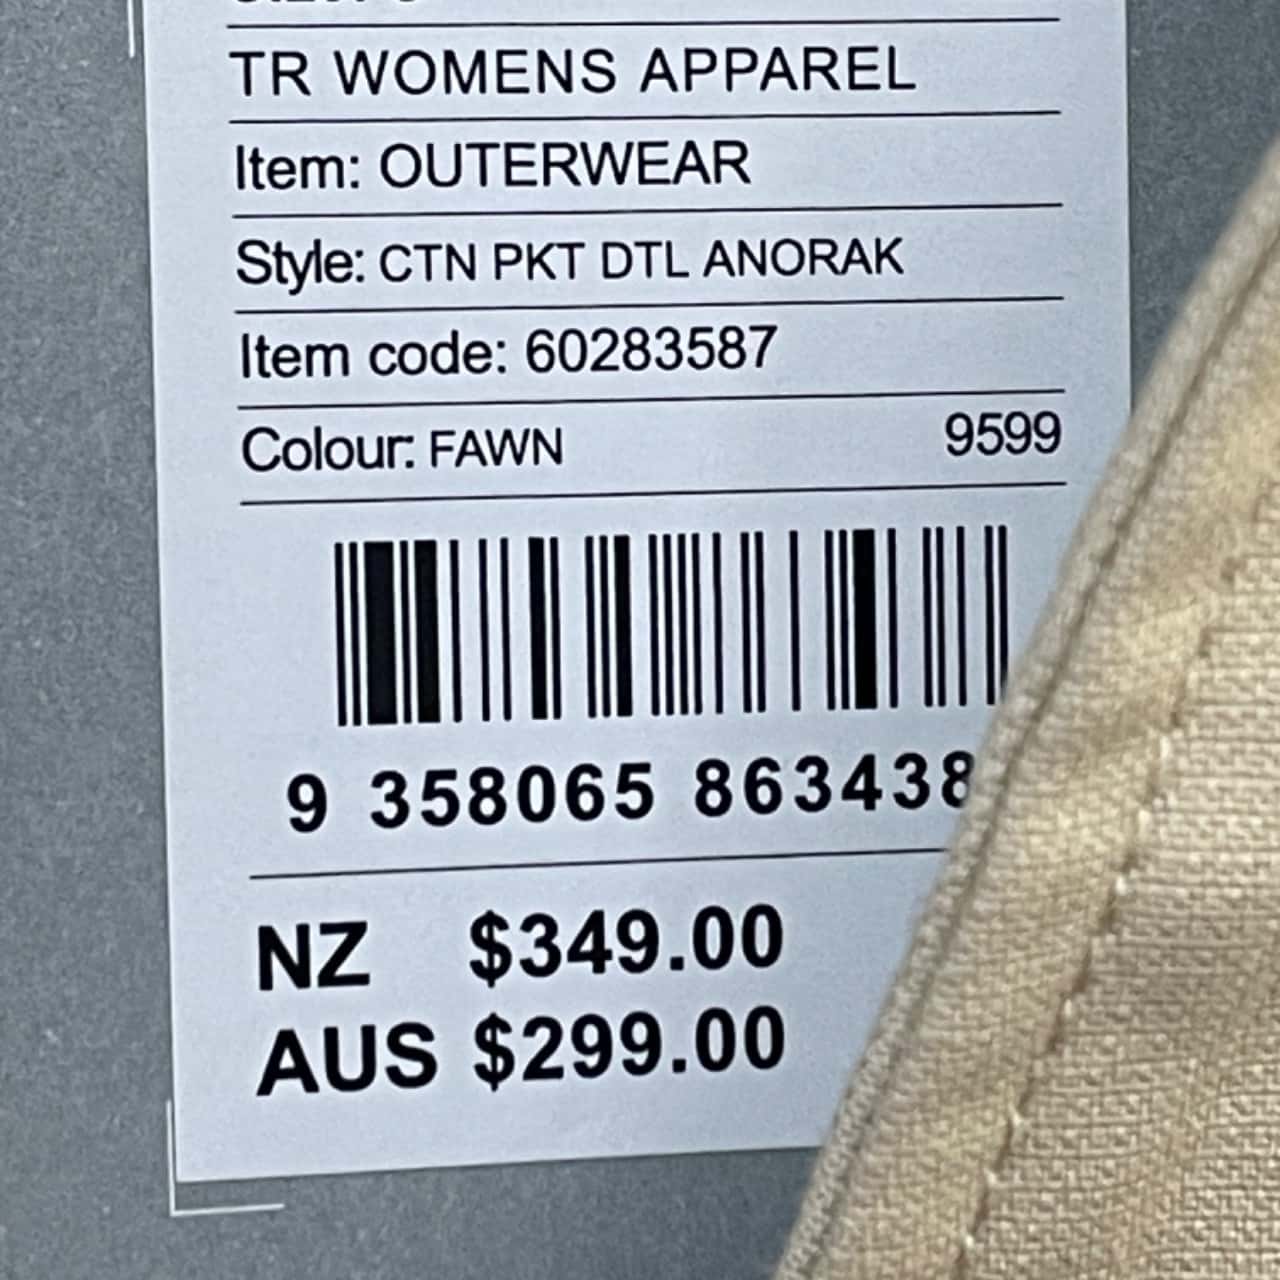 TR WOMENS APPAREL
Item: OUTERWEAR
Style: CTN PKT DTL ANORAK
Item code: 60283587
Colour: FAWN 9599
9 358065 863438
NZ $349.00
AUS $299.00